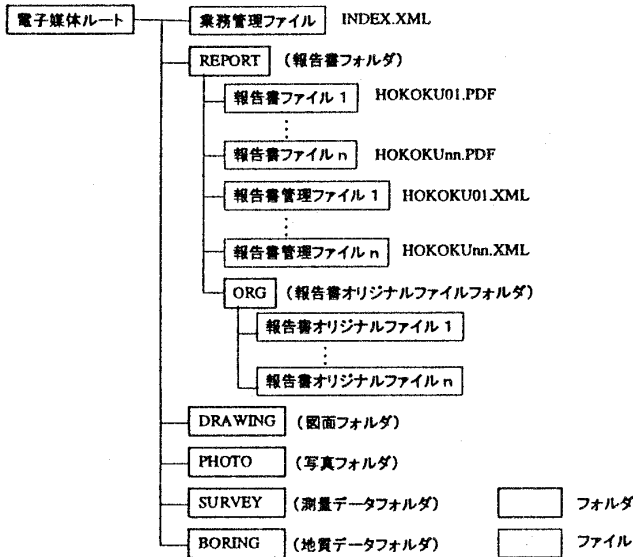 電子媒体ルート
業務管理ファイル INDEX.XML
REPORT (報告書フォルダ)
報告書ファイル 1 HOKOKU01.PDF
報告書ファイル n HOKOKUnn.PDF
報告書管理ファイル 1 HOKOKU01.XML
報告書管理ファイル n HOKOKUnn.XML
ORG (報告書オリジナルファイルフォルダ)
報告書オリジナルファイル 1
報告書オリジナルファイル n
DRAWING (図面フォルダ)
PHOTO (写真フォルダ)
SURVEY (測量データフォルダ) フォルダ
BORING (地質データフォルダ) ファイル